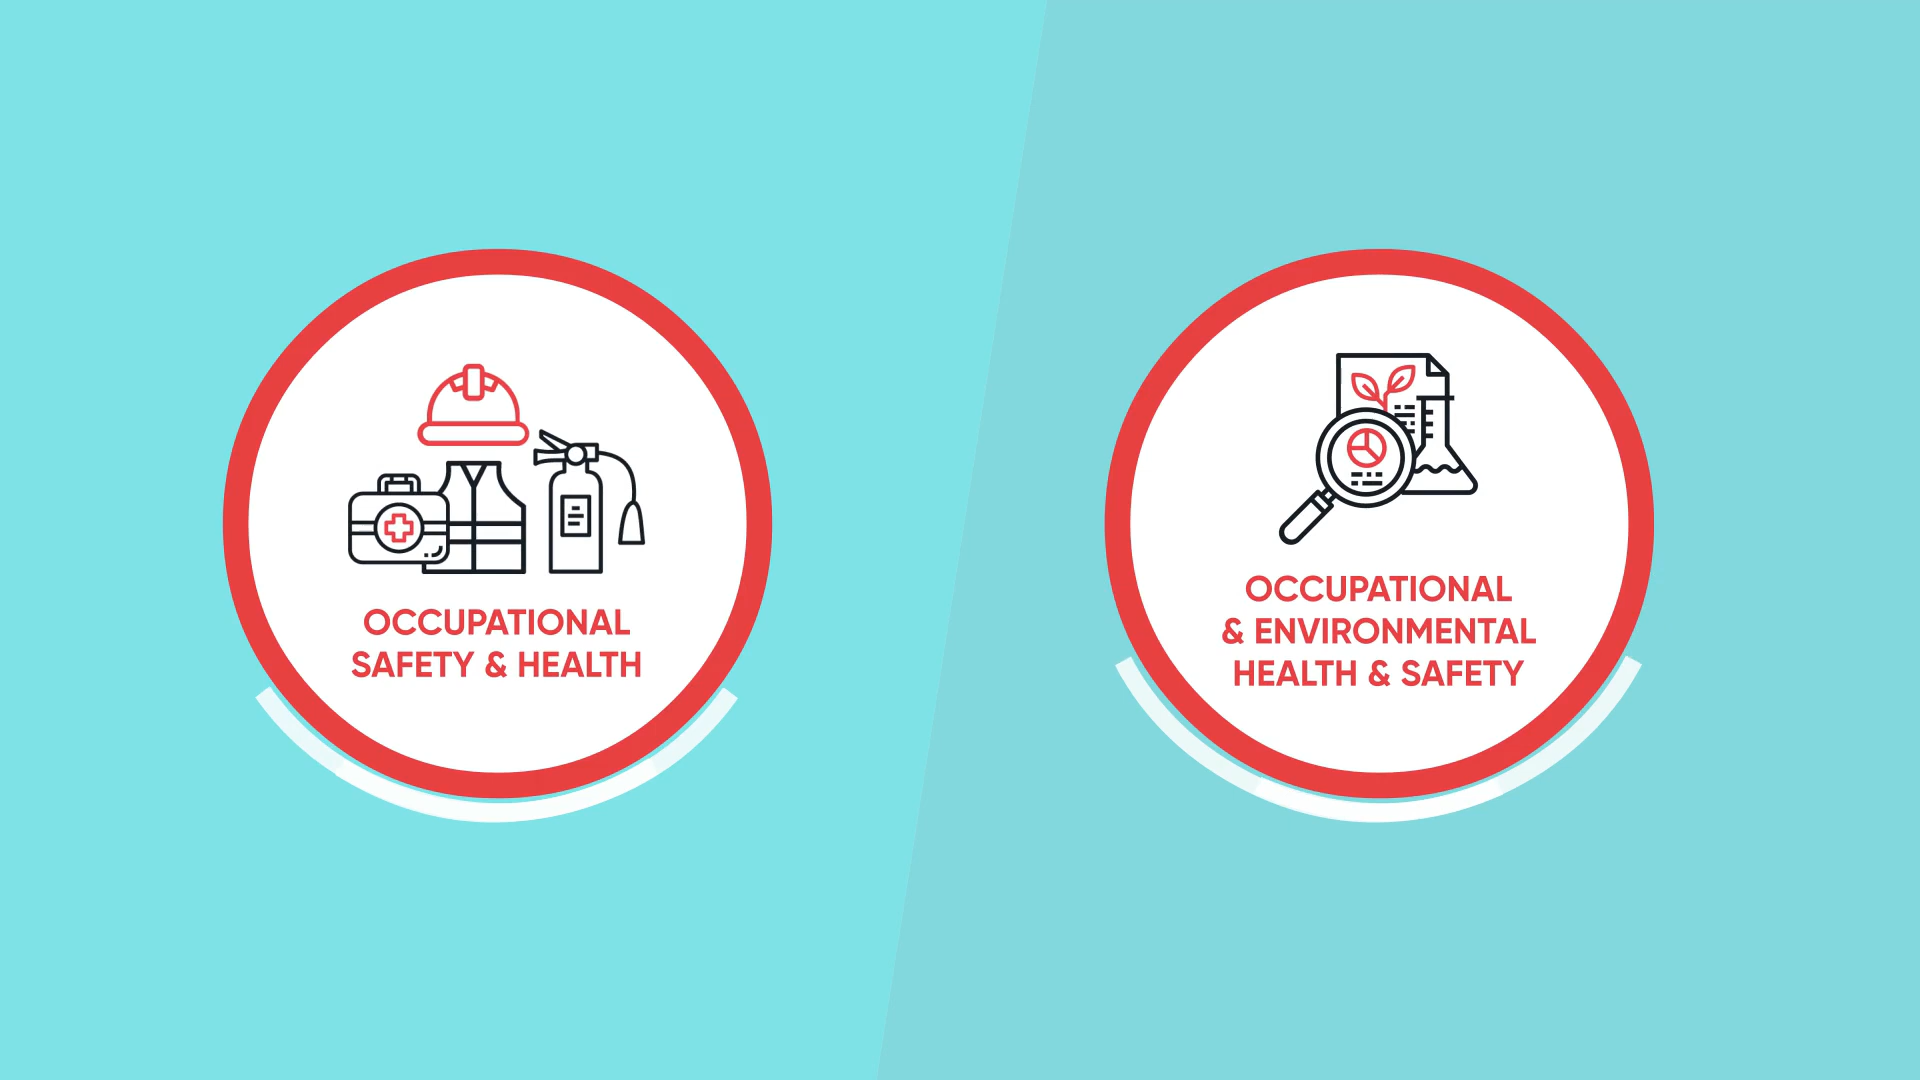 OCCUPATIONAL
SAFETY & HEALTH
OCCUPATIONAL
& ENVIRONMENTAL
HEALTH & SAFETY